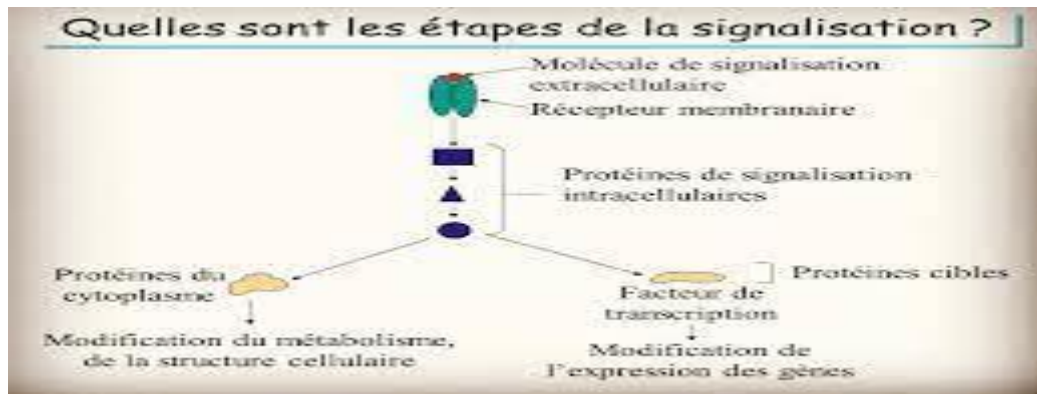 Quelles sont les étapes de la signalisation ?
Molécule de signalisation
extracellulaire
Récepteur membranaire
Protéines de signalisation
intracellulaires
Protéines du
cytoplasme
Protéines cibles
Facteur de
transcription
Modification du métabolisme,
de la structure cellulaire
Modification de
l'expression des gènes